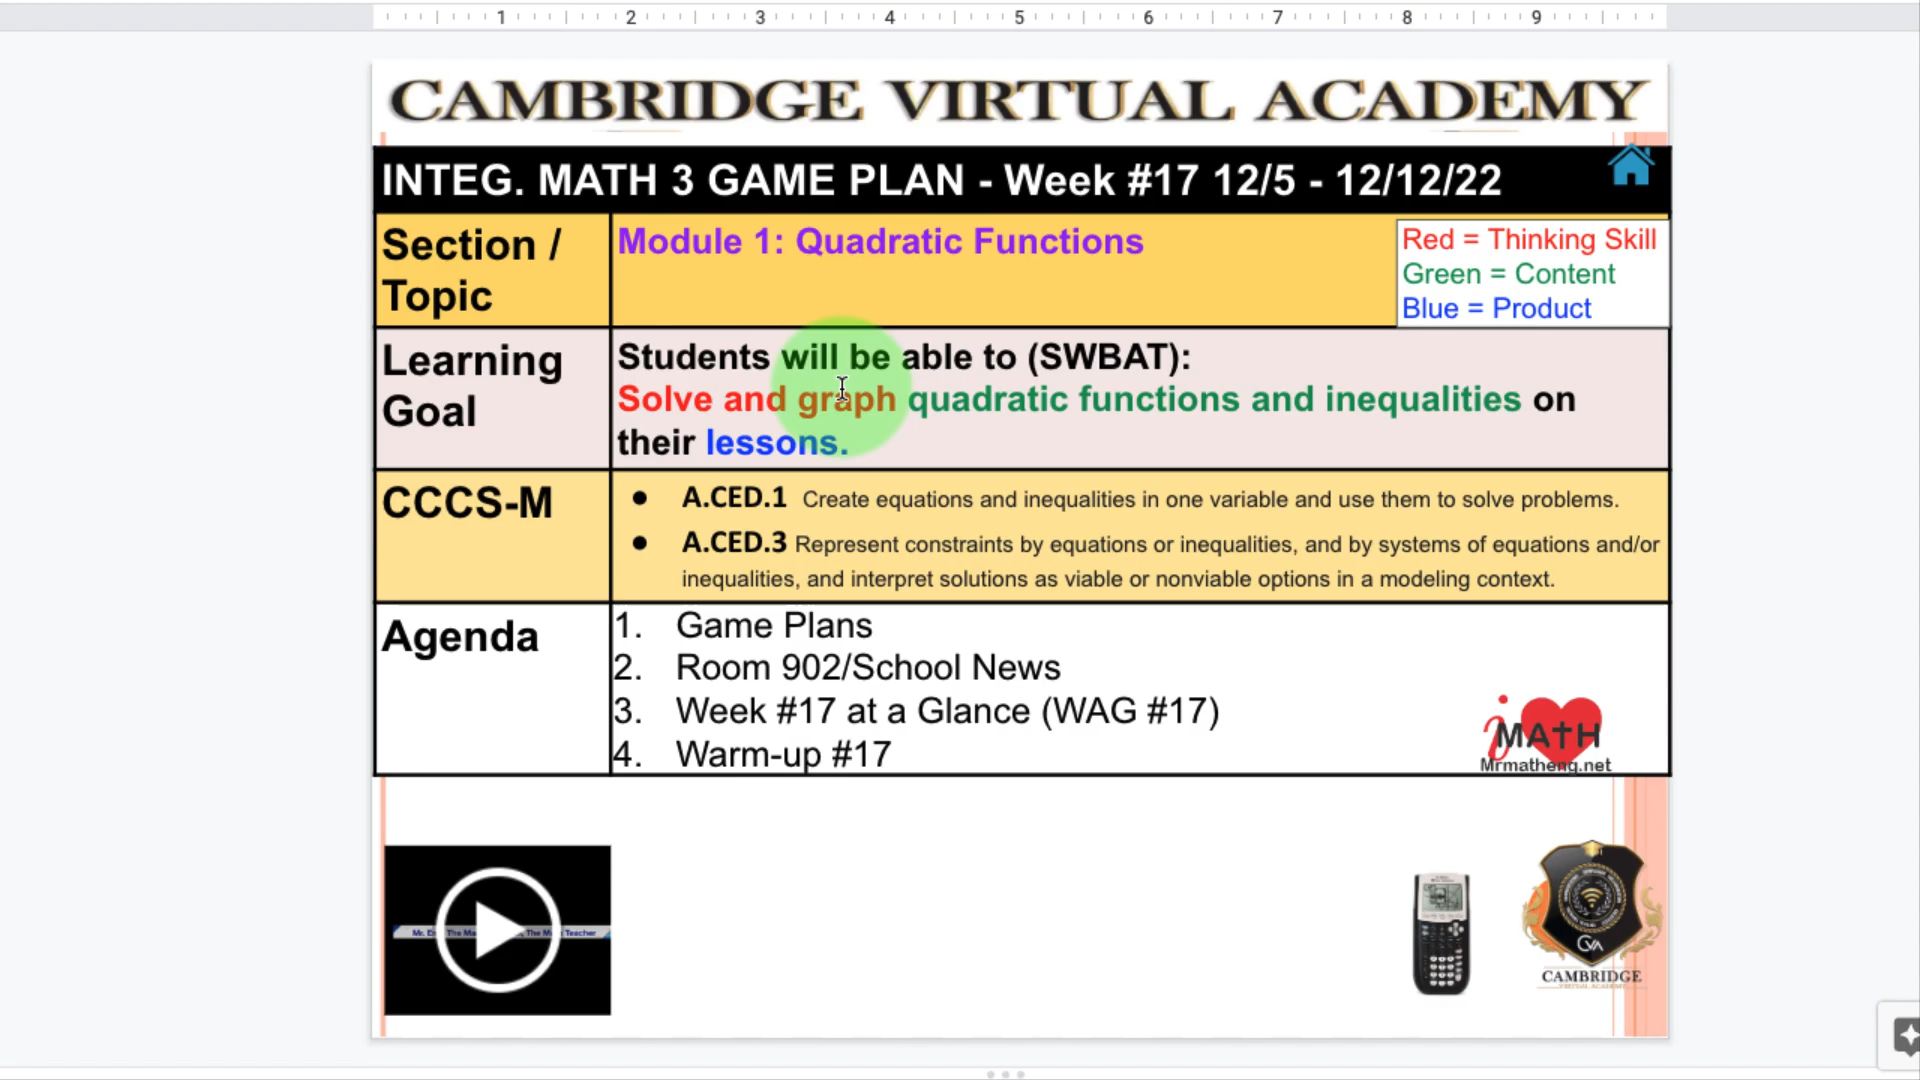 1 2 3 4 5 6 7 8 9
CAMBRIDGE VIRTUAL ACADEMY
INTEG. MATH 3 GAME PLAN - Week #17 12/5 - 12/12/22
Section /
Topic
Module 1: Quadratic Functions
Red = Thinking Skill
Green = Content
Blue = Product
Learning
Goal
Students will be able to (SWBAT):
Solve and graph quadratic functions and inequalities on
their lessons.
CCCS-M
● A.CED.1 Create equations and inequalities in one variable and use them to solve problems.
● A.CED.3 Represent constraints by equations or inequalities, and by systems of equations and/or
inequalities, and interpret solutions as viable or nonviable options in a modeling context.
Agenda
1. Game Plans
2. Room 902/School News
3. Week #17 at a Glance (WAG #17)
4. Warm-up #17
i MATH
Mrmatheng.net
The Teacher
CVA
CAMBRIDGE
VIRTUAL ACADEMY